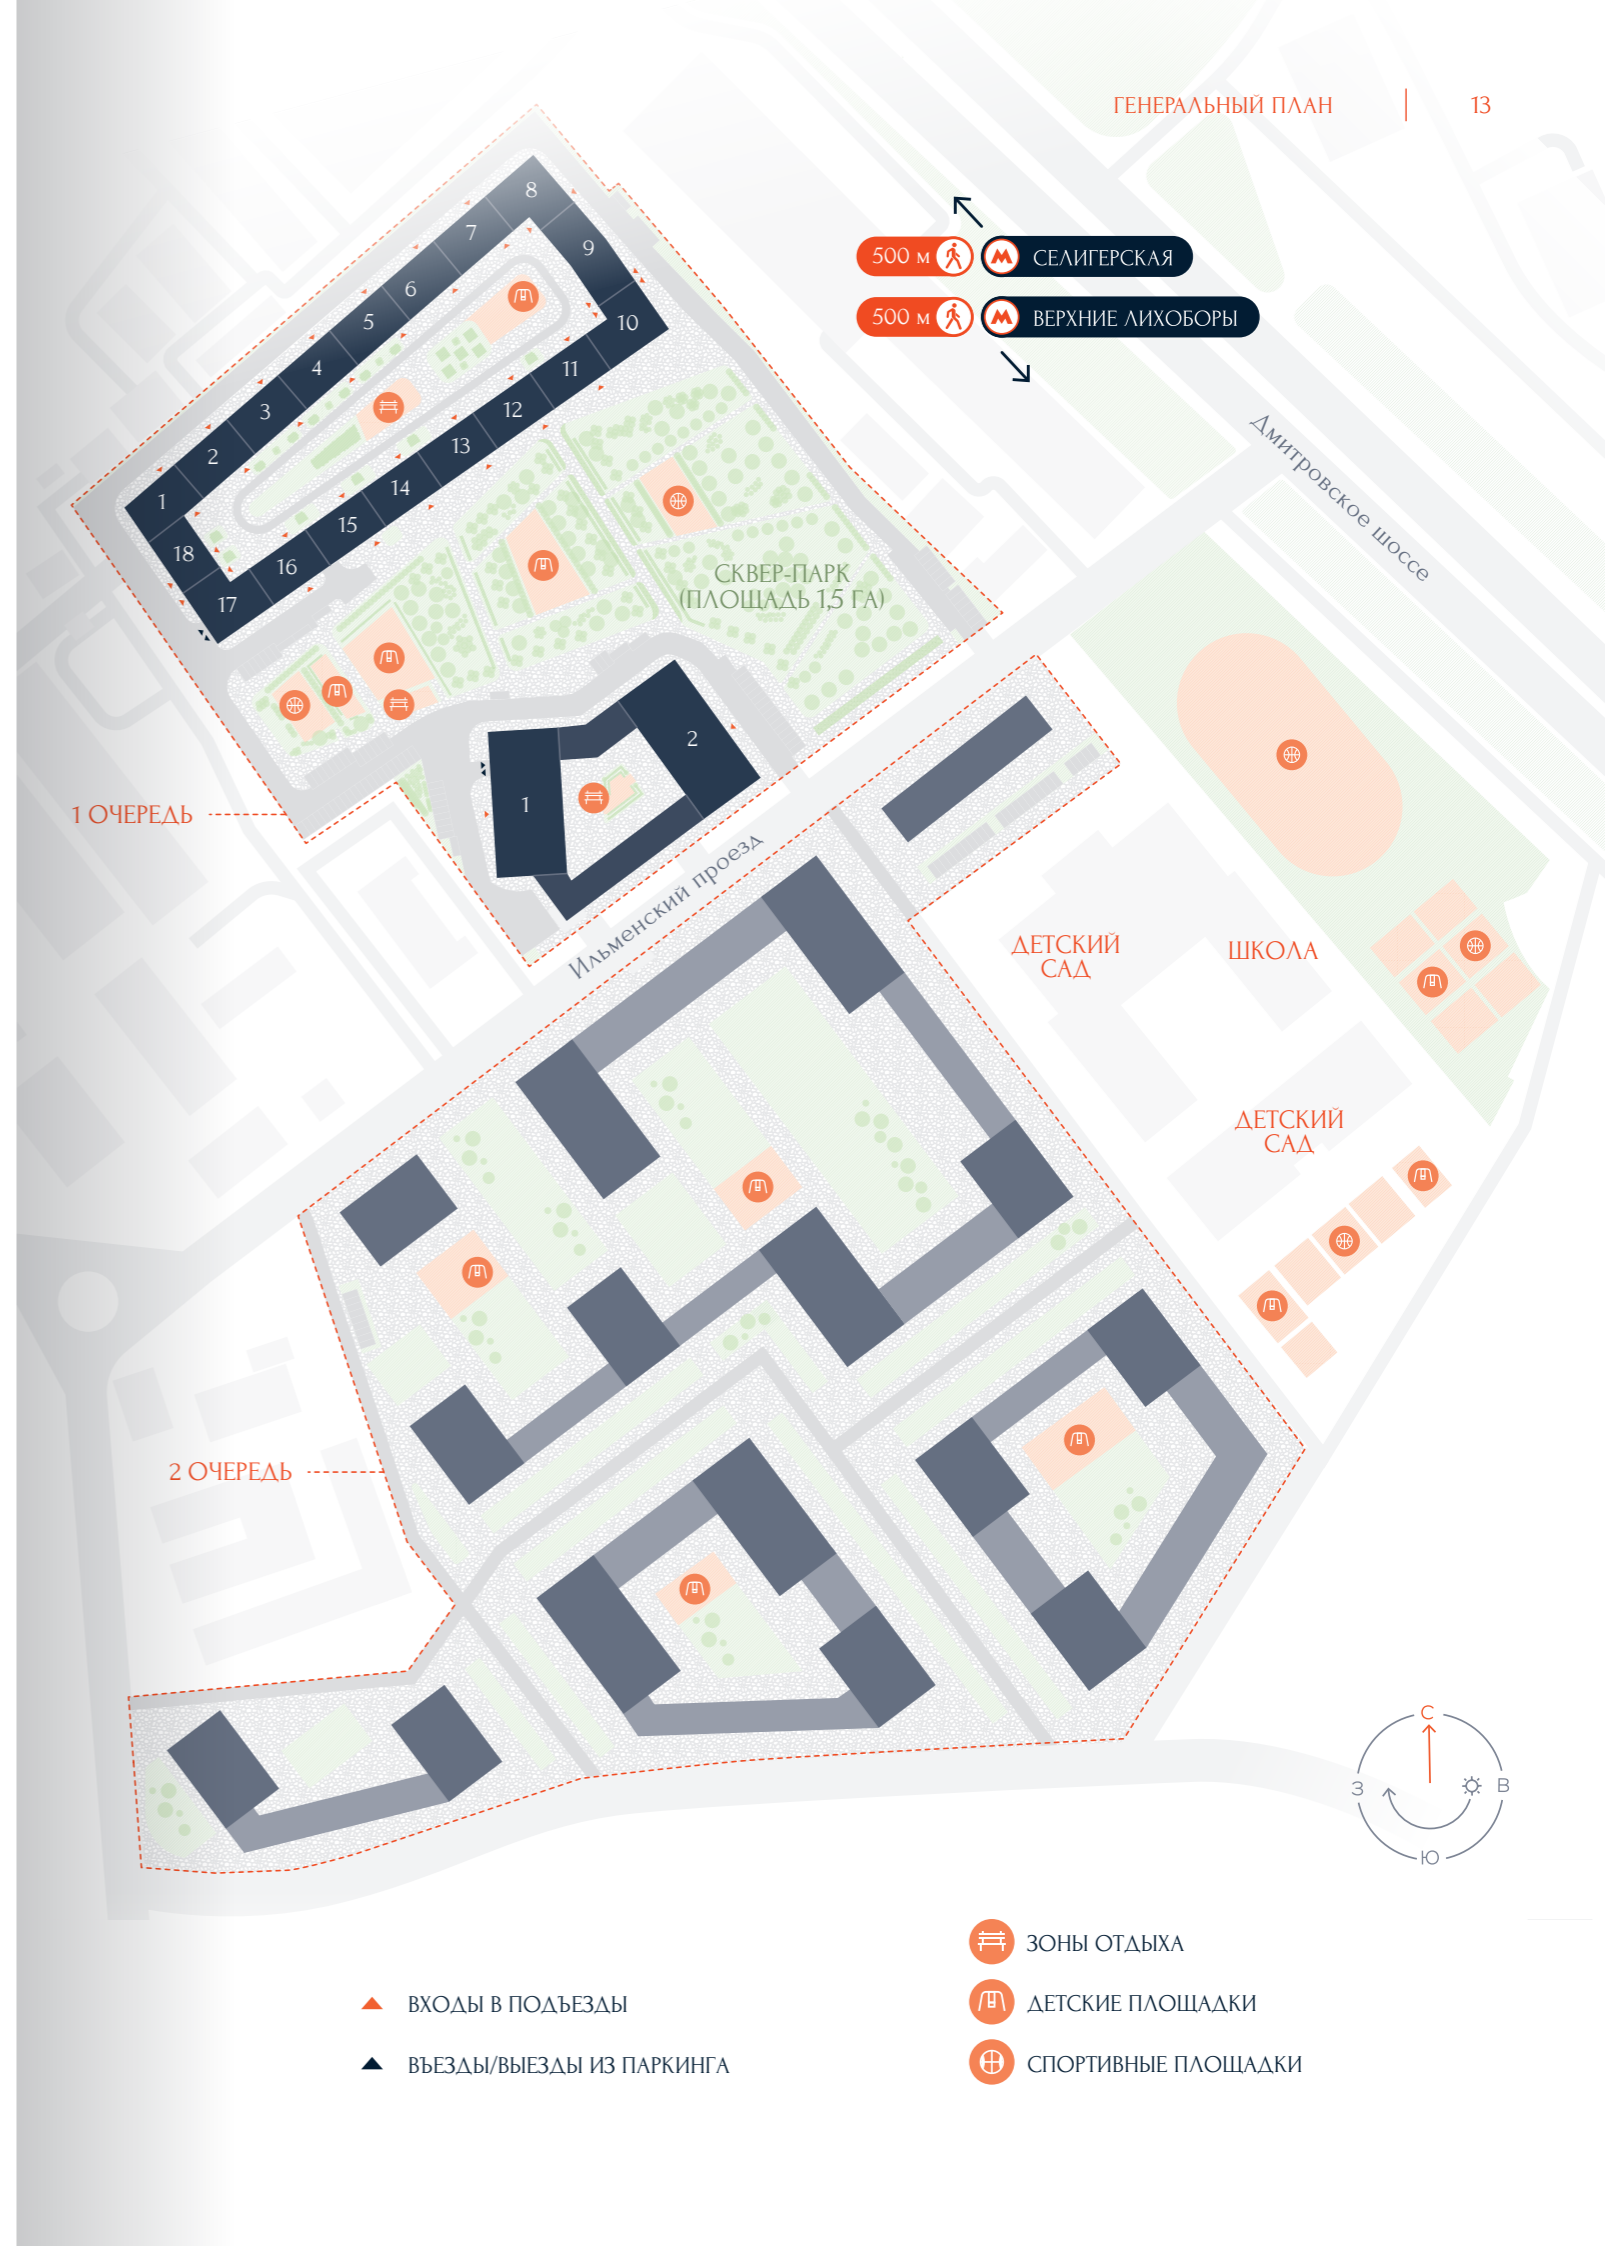 ГЕНЕРАЛЬНЫЙ ПЛАН
13
8
7
9
6
5
10
4
11
3
12
2
13
1
14
15
18
16
17
500 м
СЕЛИГЕРСКАЯ
500 м
ВЕРХНИЕ ЛИХОБОРЫ
Дмитровское шоссе
СКВЕР-ПАРК
(ПЛОЩАДЬ 1,5 ГА)
2
1
1 ОЧЕРЕДЬ
Ильменский проезд
ДЕТСКИЙ
САД
ШКОЛА
ДЕТСКИЙ
САД
2 ОЧЕРЕДЬ
С
З
В
Ю
ВХОДЫ В ПОДЪЕЗДЫ
ВЪЕЗДЫ/ВЫЕЗДЫ ИЗ ПАРКИНГА
ЗОНЫ ОТДЫХА
ДЕТСКИЕ ПЛОЩАДКИ
СПОРТИВНЫЕ ПЛОЩАДКИ